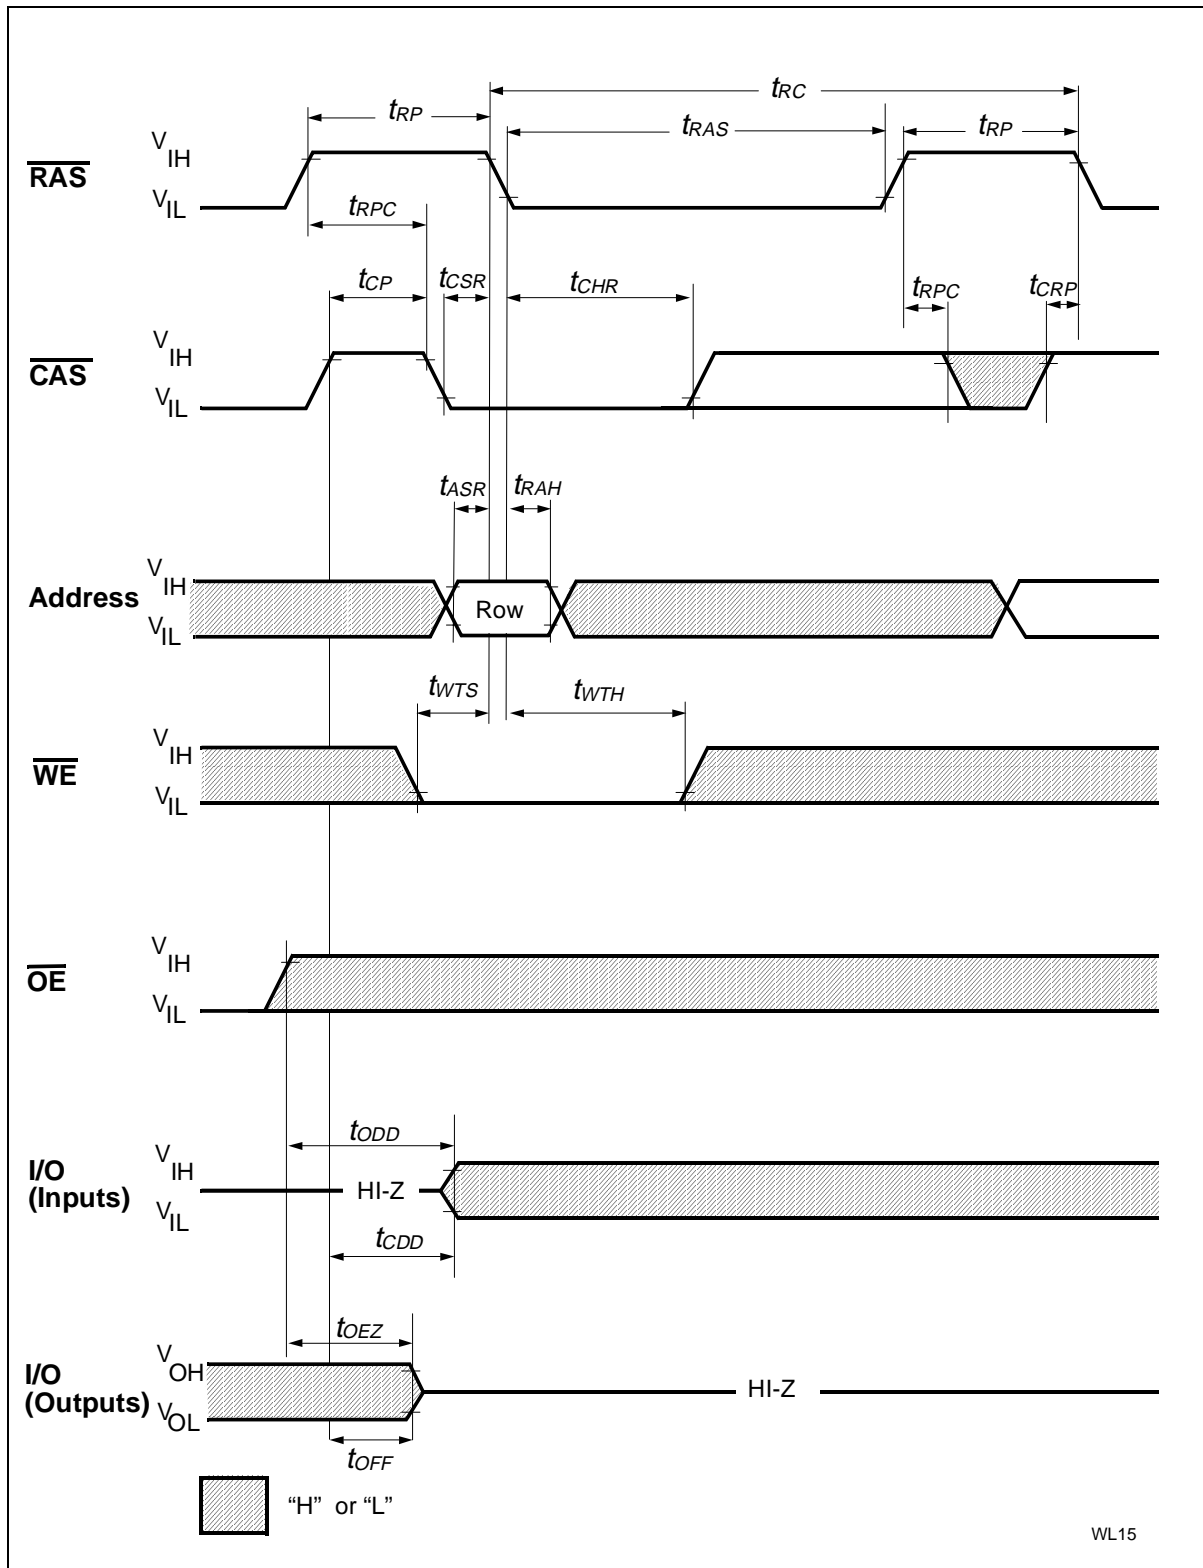 tRC
tRP tRAS tRP
VIH
RAS
VIL
tRPC
tCP tCSR tCHR tRPC tCRP
VIH
CAS
VIL
tASR tRAH
VIH
Address Row
VIL
tWTS tWTH
VIH
WE
VIL
VIH
OE
VIL
tODD
VIH
I/O
(Inputs) HI-Z
VIL
tCDD
tOEZ
VOH
I/O
(Outputs) HI-Z
VOL
tOFF
“H” or “L”
WL15